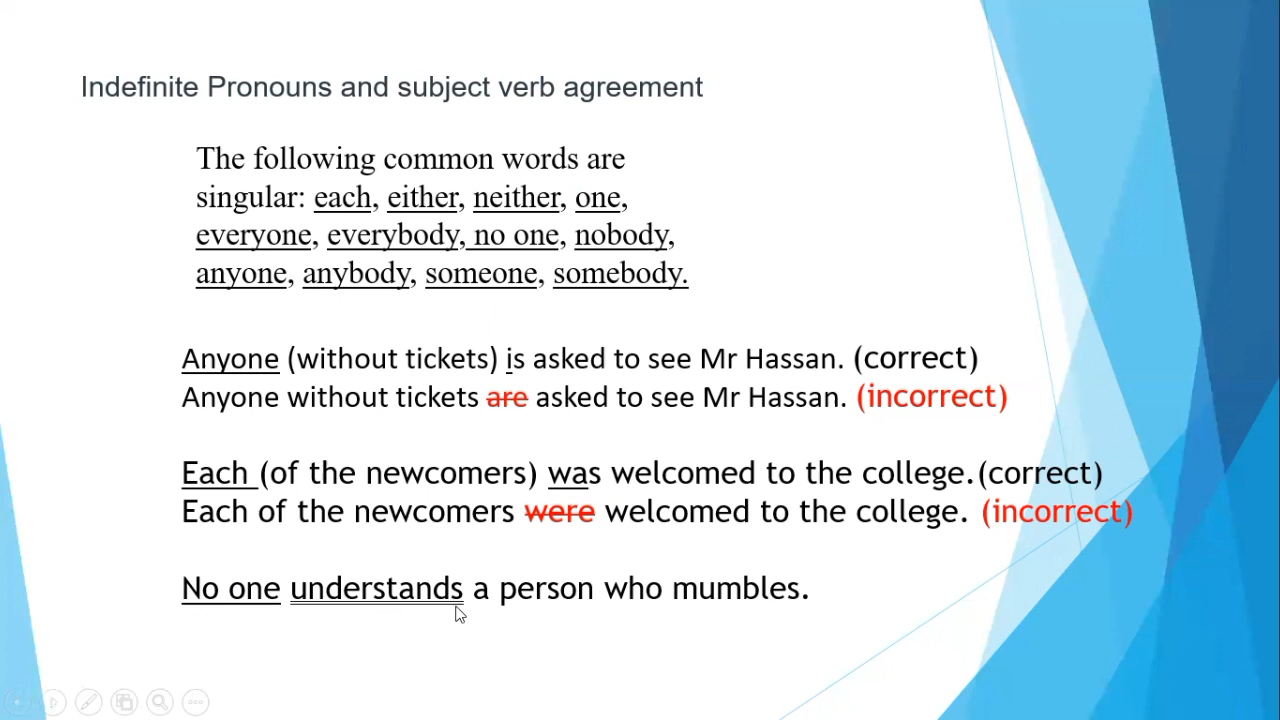 Indefinite Pronouns and subject verb agreement
The following common words are
singular: each, either, neither, one,
everyone, everybody, no one, nobody,
anyone, anybody, someone, somebody.
Anyone (without tickets) is asked to see Mr Hassan. (correct)
Anyone without tickets are asked to see Mr Hassan. (incorrect)
Each (of the newcomers) was welcomed to the college.(correct)
Each of the newcomers were welcomed to the college. (incorrect)
No one understands a person who mumbles.